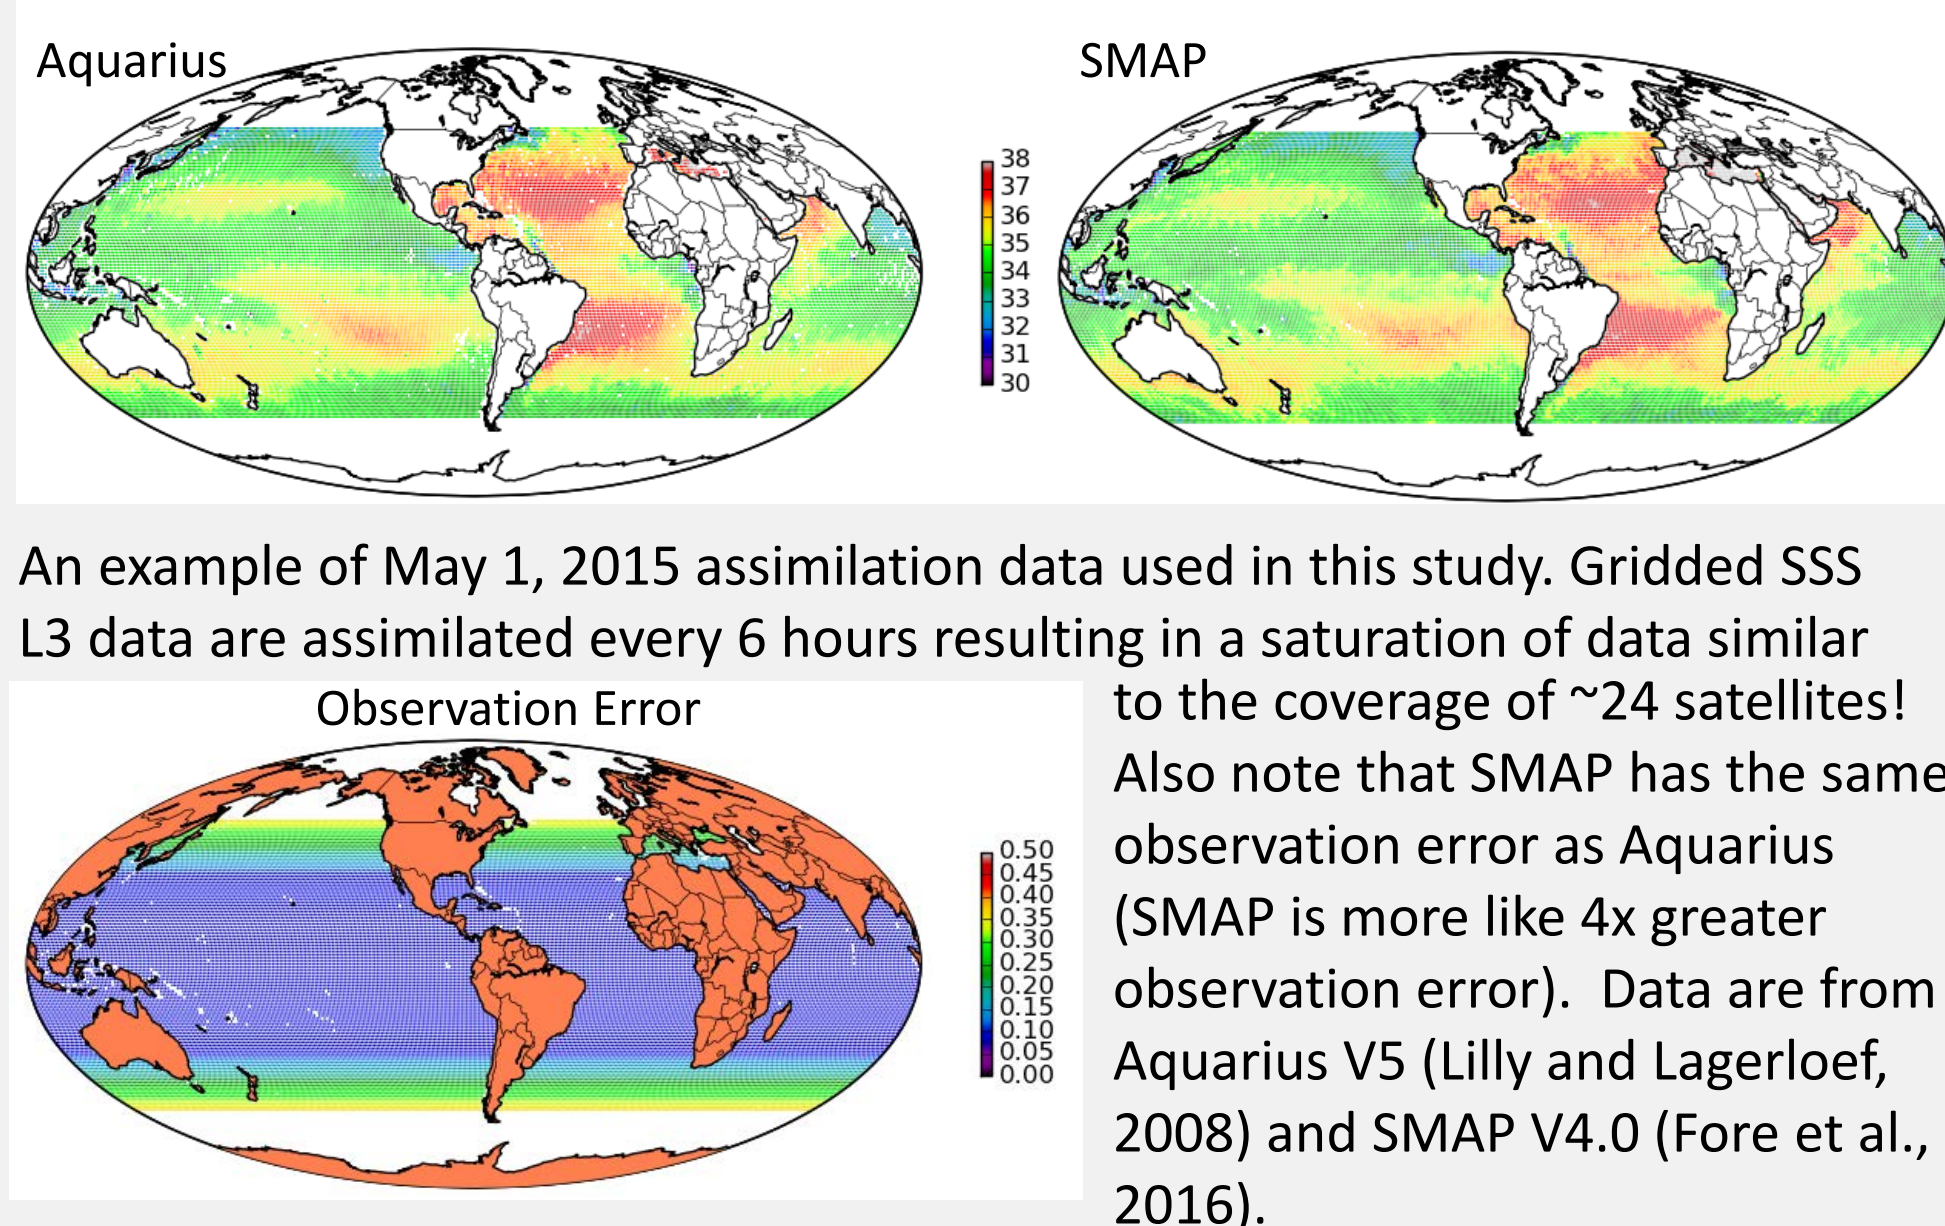 Aquarius
SMAP
38
37
36
35
34
33
32
31
30
An example of May 1, 2015 assimilation data used in this study. Gridded SSS
L3 data are assimilated every 6 hours resulting in a saturation of data similar
to the coverage of ~24 satellites!
Also note that SMAP has the same
observation error as Aquarius
(SMAP is more like 4x greater
observation error).  Data are from
Aquarius V5 (Lilly and Lagerloef,
2008) and SMAP V4.0 (Fore et al.,
2016).
Observation Error
0.50
0.45
0.40
0.35
0.30
0.25
0.20
0.15
0.10
0.05
0.00